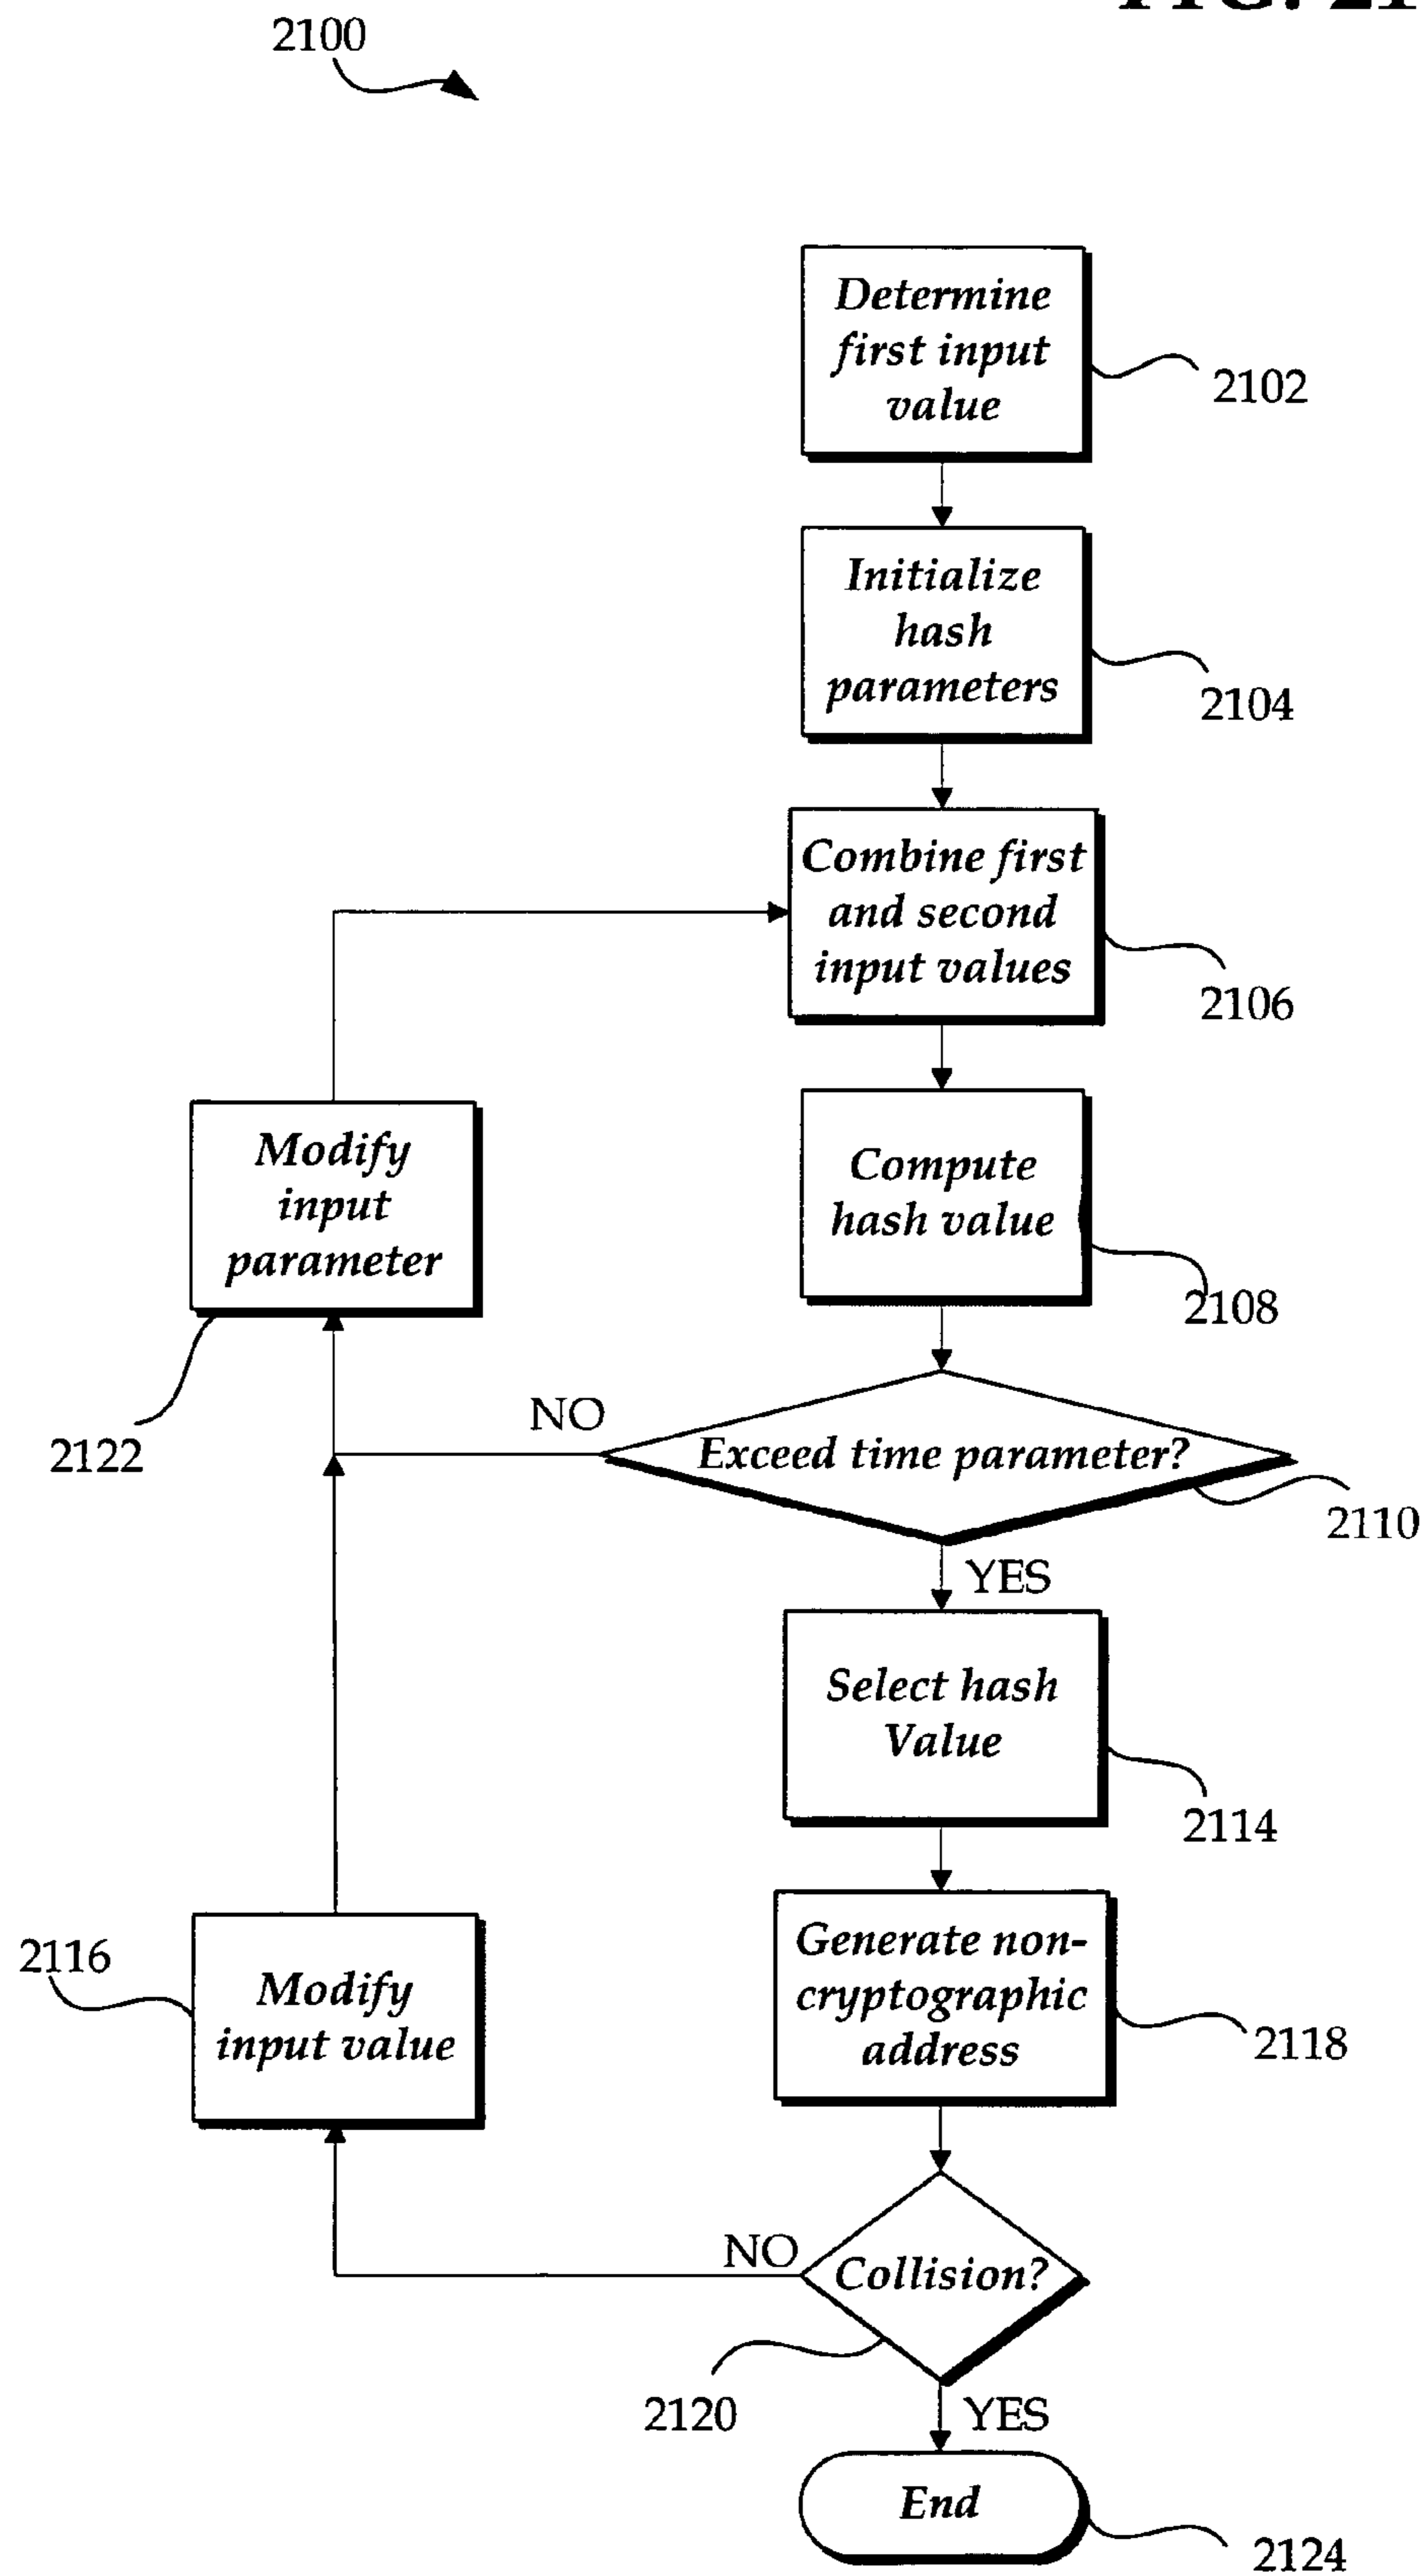 FIG. 21
2100
Determine
first input
value
2102
Initialize
hash
parameters
2104
Combine first
and second
input values
2106
Modify
input
parameter
2122
Compute
hash value
2108
NO
Exceed time parameter?
2110
YES
Select hash
Value
2114
Generate non-
cryptographic
address
2118
2116
Modify
input value
NO
Collision?
2120
YES
End
2124